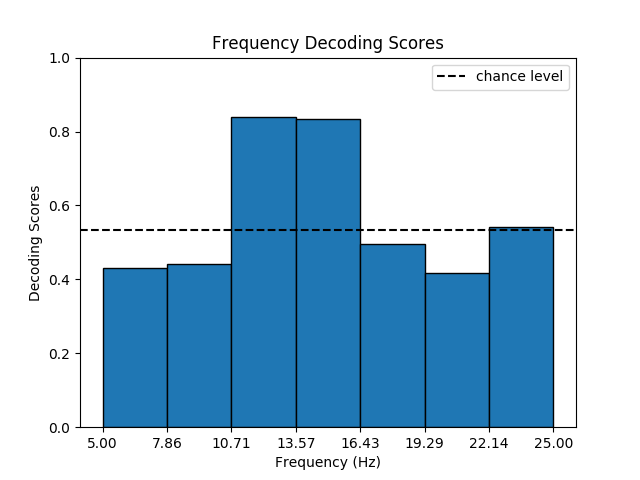 Frequency Decoding Scores
1.0
chance level
0.8
0.6
0.4
0.2
0.0
Decoding Scores
5.00 7.86 10.71 13.57 16.43 19.29 22.14 25.00
Frequency (Hz)